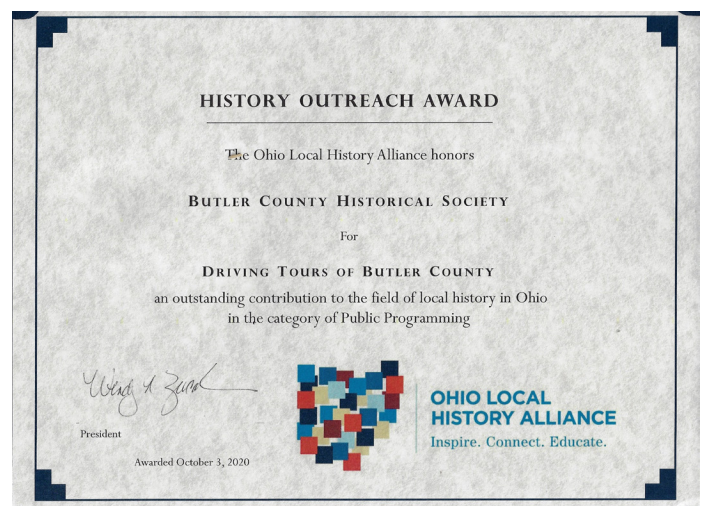 HISTORY OUTREACH AWARD
The Ohio Local History Alliance honors
BUTLER COUNTY HISTORICAL SOCIETY
For
DRIVING TOURS OF BUTLER COUNTY
an outstanding contribution to the field of local history in Ohio
in the category of Public Programming
President
Awarded October 3, 2020
OHIO LOCAL
HISTORY ALLIANCE
Inspire. Connect. Educate.